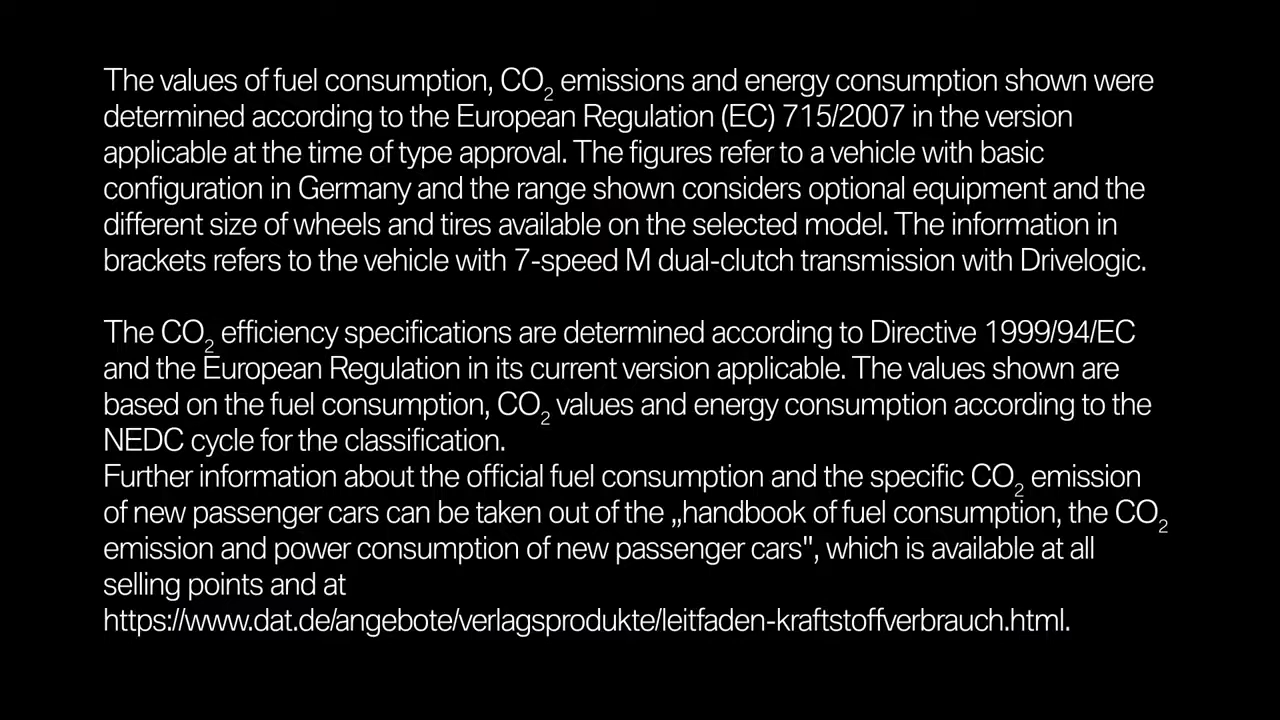 The values of fuel consumption, CO₂ emissions and energy consumption shown were
determined according to the European Regulation (EC) 715/2007 in the version
applicable at the time of type approval. The figures refer to a vehicle with basic
configuration in Germany and the range shown considers optional equipment and the
different size of wheels and tires available on the selected model. The information in
brackets refers to the vehicle with 7-speed M dual-clutch transmission with Drivelogic.
The CO₂ efficiency specifications are determined according to Directive 1999/94/EC
and the European Regulation in its current version applicable. The values shown are
based on the fuel consumption, CO₂ values and energy consumption according to the
NEDC cycle for the classification.
Further information about the official fuel consumption and the specific CO₂ emission
of new passenger cars can be taken out of the „handbook of fuel consumption, the CO₂
emission and power consumption of new passenger cars", which is available at all
selling points and at
https://www.dat.de/angebote/verlagsprodukte/leitfaden-kraftstoffverbrauch.html.